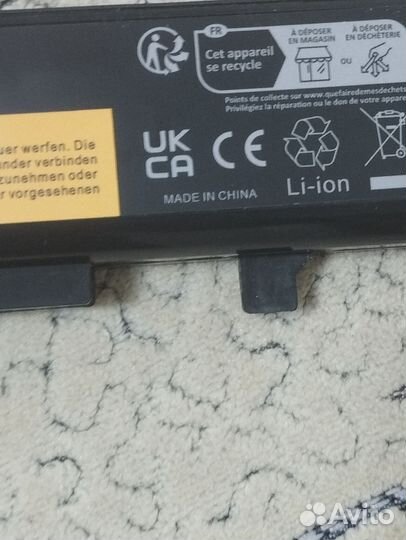 FR
Cet appareil
se recycle
À DÉPOSER
EN MAGASIN
OU
À DÉPOSER
EN DÉCHÈTERIE
Points de collecte sur www.quefairedemesdechets
Privilégiez la réparation ou le don de votre appareil
uer werfen. Die
under verbinden
zunehmen oder
r vorgesehenen
UK
CA
CE
MADE IN CHINA
Li-ion
Avito